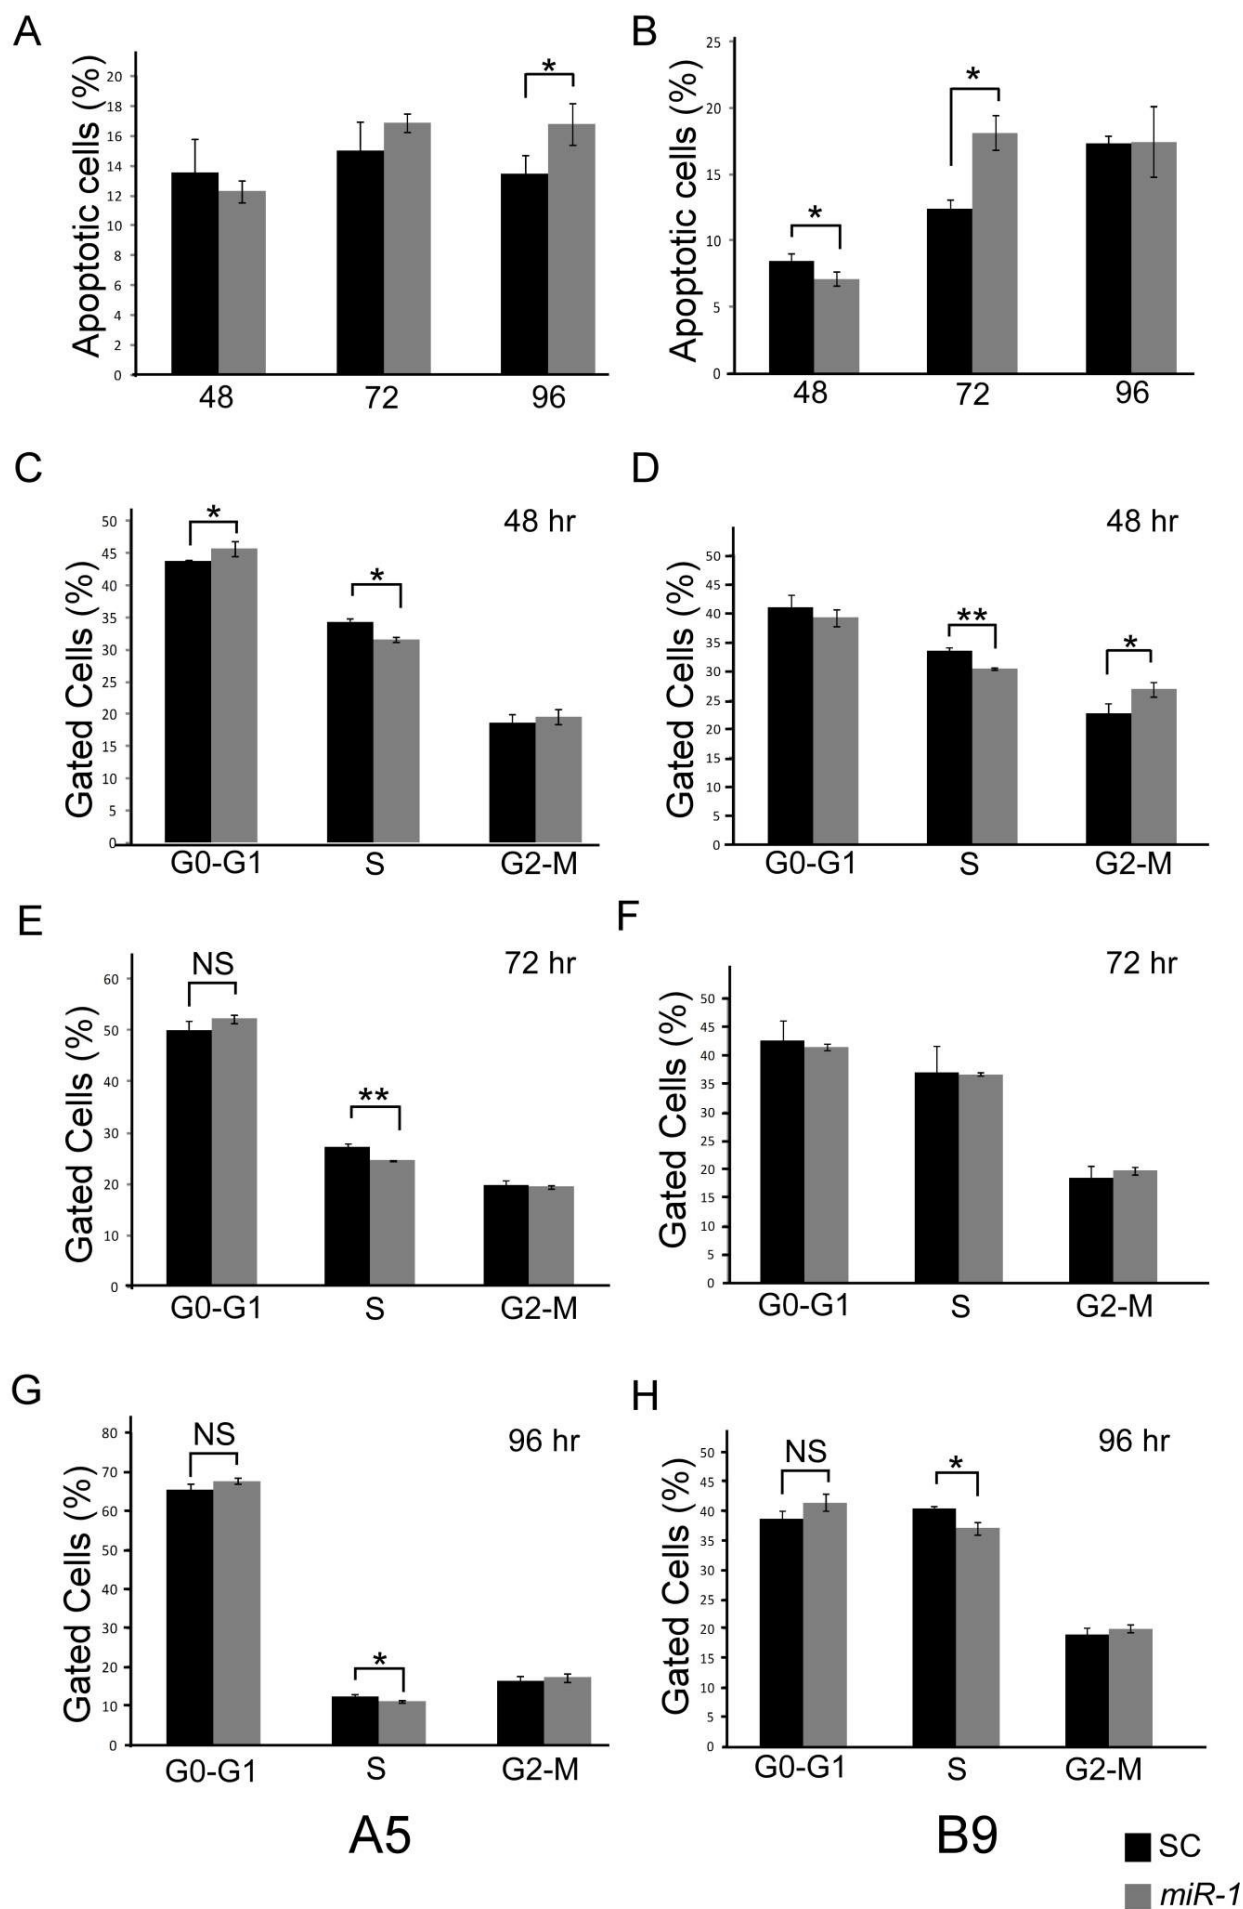 A
Apoptotic cells (%)
20
18
16
14
12
10
8
6
4
2
0
*
48 72 96
B
Apoptotic cells (%)
25
20
15
10
5
0
*
*
48 72 96
C
Gated Cells (%)
50
45
40
35
30
25
20
15
10
5
0
48 hr
*
*
G0-G1 S G2-M
D
Gated Cells (%)
50
45
40
35
30
25
20
15
10
5
0
48 hr
**
*
G0-G1 S G2-M
E
Gated Cells (%)
60
50
40
30
20
10
0
72 hr
NS
**
G0-G1 S G2-M
F
Gated Cells (%)
50
45
40
35
30
25
20
15
10
5
0
72 hr
G0-G1 S G2-M
G
Gated Cells (%)
80
70
60
50
40
30
20
10
0
96 hr
NS
*
G0-G1 S G2-M
H
Gated Cells (%)
50
45
40
35
30
25
20
15
10
5
0
96 hr
NS
*
G0-G1 S G2-M
A5
B9
SC
miR-1